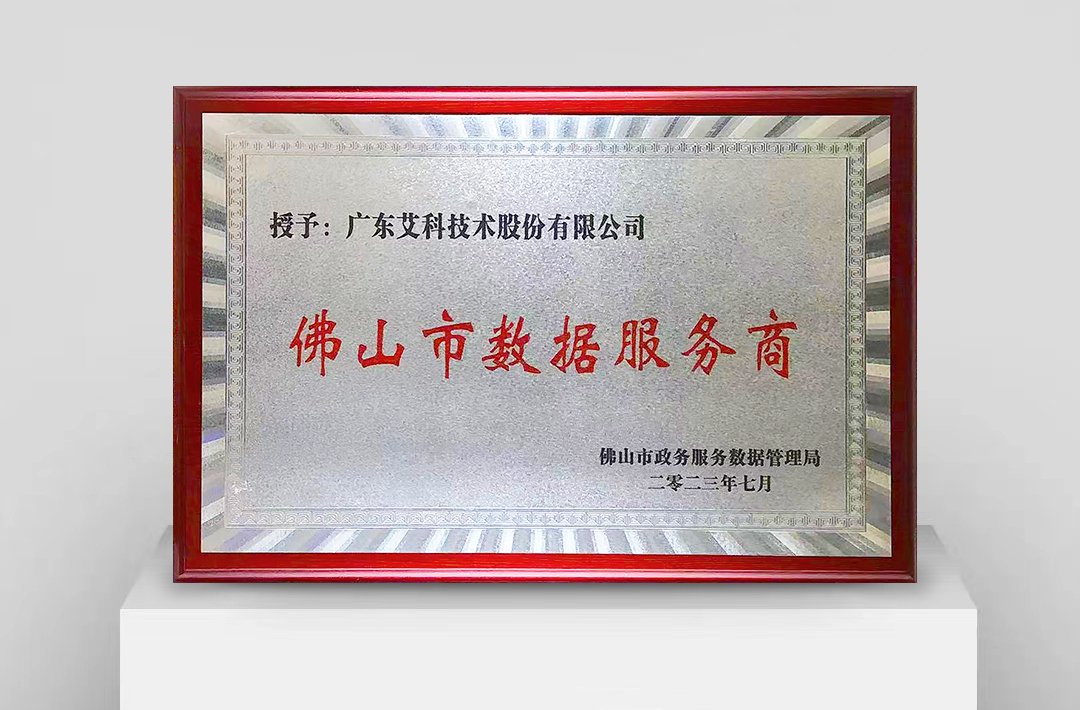 授予：广东艾科技术股份有限公司
佛山市数据服务商
佛山市政务服务数据管理局
二零二三年七月